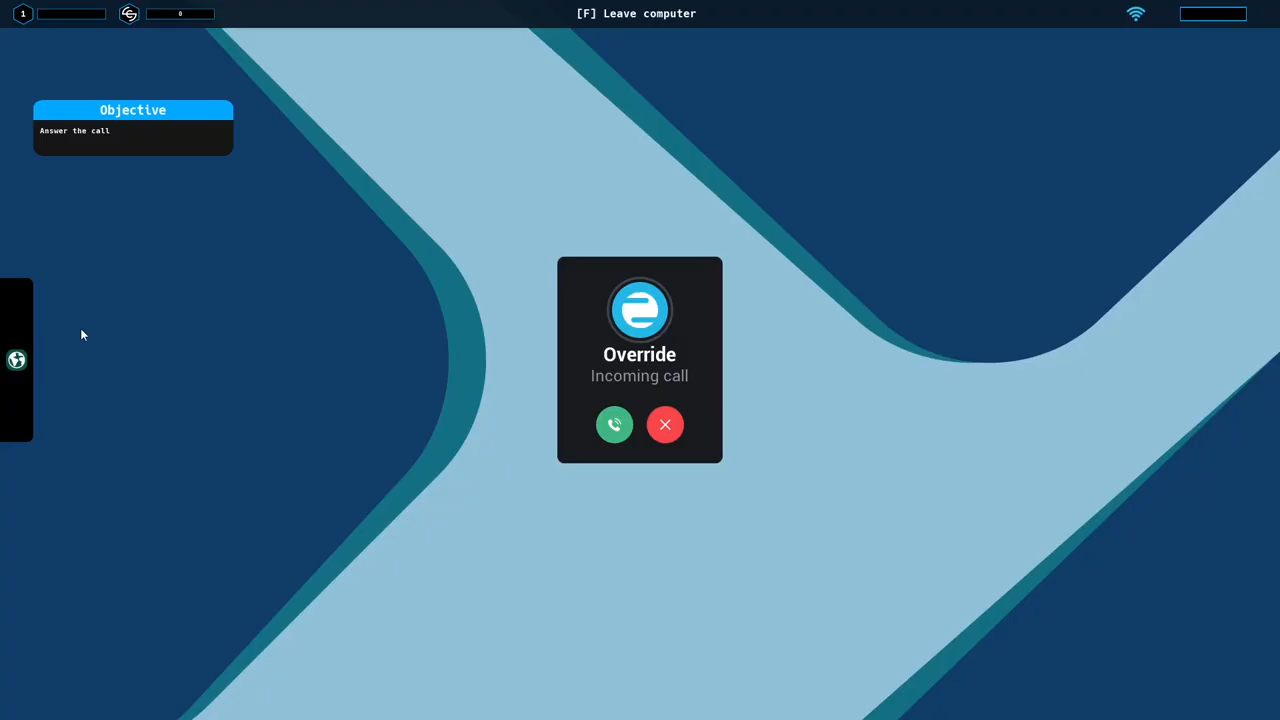 1
0
[F] Leave computer
Objective
Answer the call
Override
Incoming call